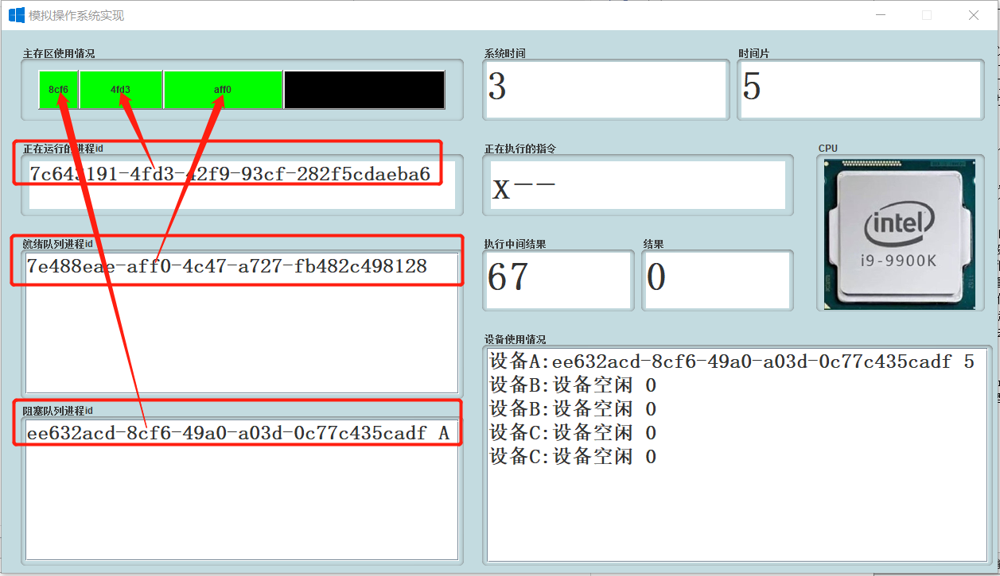 模拟操作系统实现
主存区使用情况
8cf6 4fd3 aff0
系统时间
3
时间片
5
正在运行的进程id
7c643191-4fd3-42f9-93cf-282f5cdaeba6
正在执行的指令
x--
CPU
intel
i9-9900K
就绪队列进程id
7e488eae-aff0-4c47-a727-fb482c498128
执行中间结果
67
结果
0
阻塞队列进程id
ee632acd-8cf6-49a0-a03d-0c77c435cadf A
设备使用情况
设备A:ee632acd-8cf6-49a0-a03d-0c77c435cadf 5
设备B:设备空闲 0
设备B:设备空闲 0
设备C:设备空闲 0
设备C:设备空闲 0